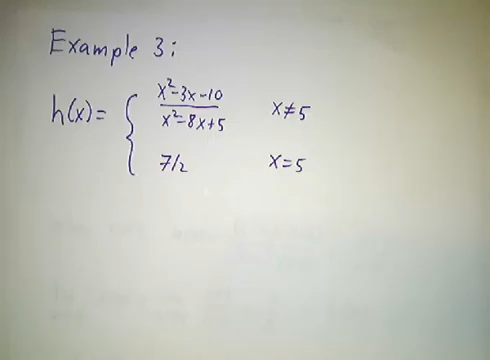 Example 3:
h(x) = { (x²-3x-10)/(x²-8x+5) x≠5
7/2 x=5